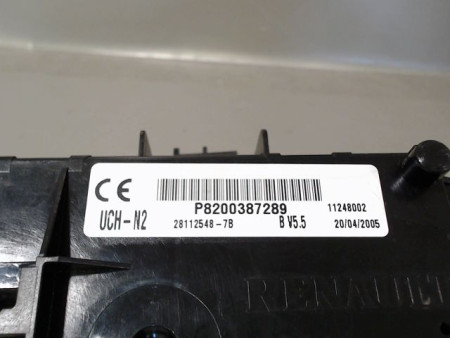 CE
P8200387289 11248002
UCH-N2 28112548-7B B V5.5 20/04/2005
RENAULT